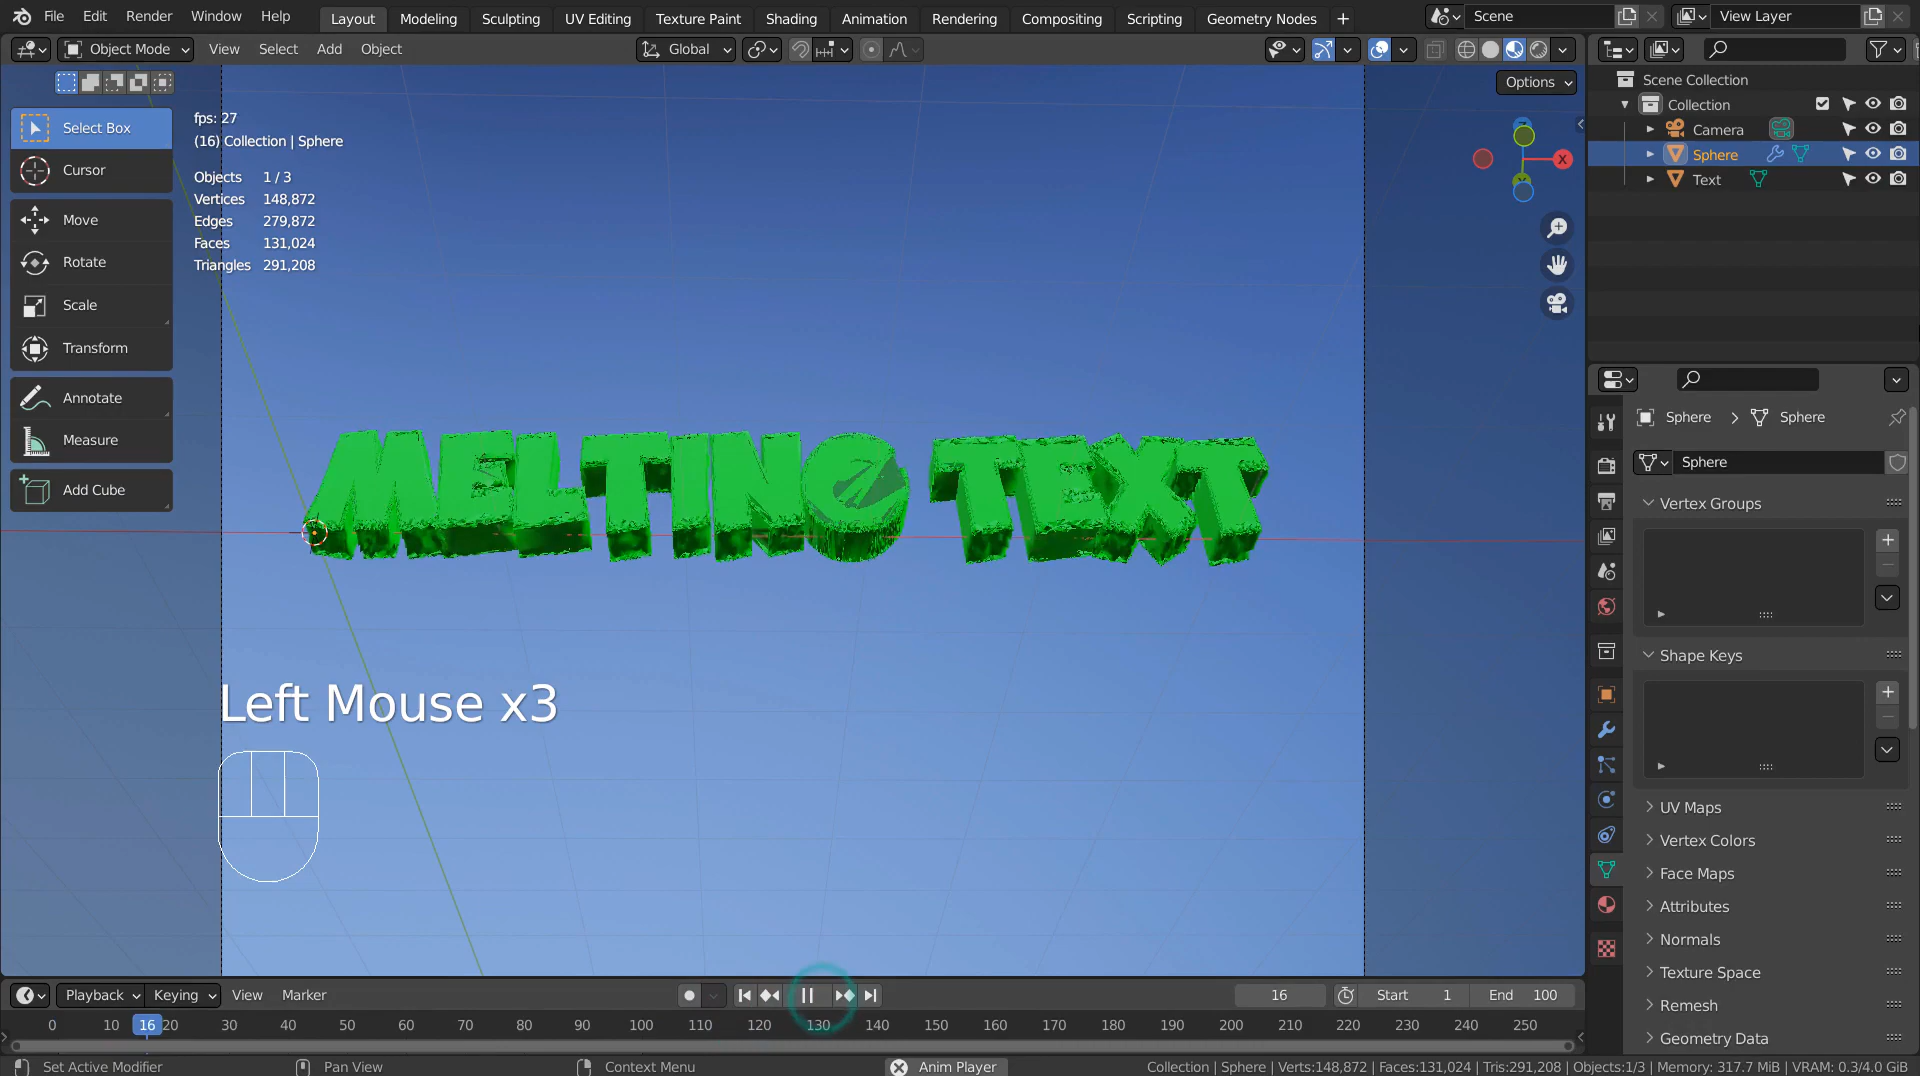 File Edit Render Window Help Layout Modeling Sculpting UV Editing Texture Paint Shading Animation Rendering Compositing Scripting Geometry Nodes + Scene View Layer
Object Mode View Select Add Object Global
Options
Select Box
Cursor
Move
Rotate
Scale
Transform
Annotate
Measure
Add Cube
fps: 27
(16) Collection | Sphere
Objects 1 / 3
Vertices 148,872
Edges 279,872
Faces 131,024
Triangles 291,208
X
MELTING TEXT
Left Mouse x3
Scene Collection
Collection
Camera
Sphere
Text
Sphere > Sphere
Sphere
Vertex Groups
Shape Keys
UV Maps
Vertex Colors
Face Maps
Attributes
Normals
Texture Space
Remesh
Geometry Data
Playback Keying View Marker 16 Start 1 End 100
0 10 16 20 30 40 50 60 70 80 90 100 110 120 130 140 150 160 170 180 190 200 210 220 230 240 250
Set Active Modifier Pan View Context Menu Anim Player Collection | Sphere | Verts:148,872 | Faces:131,024 | Tris:291,208 | Objects:1/3 | Memory: 317.7 MiB | VRAM: 0.3/4.0 GiB